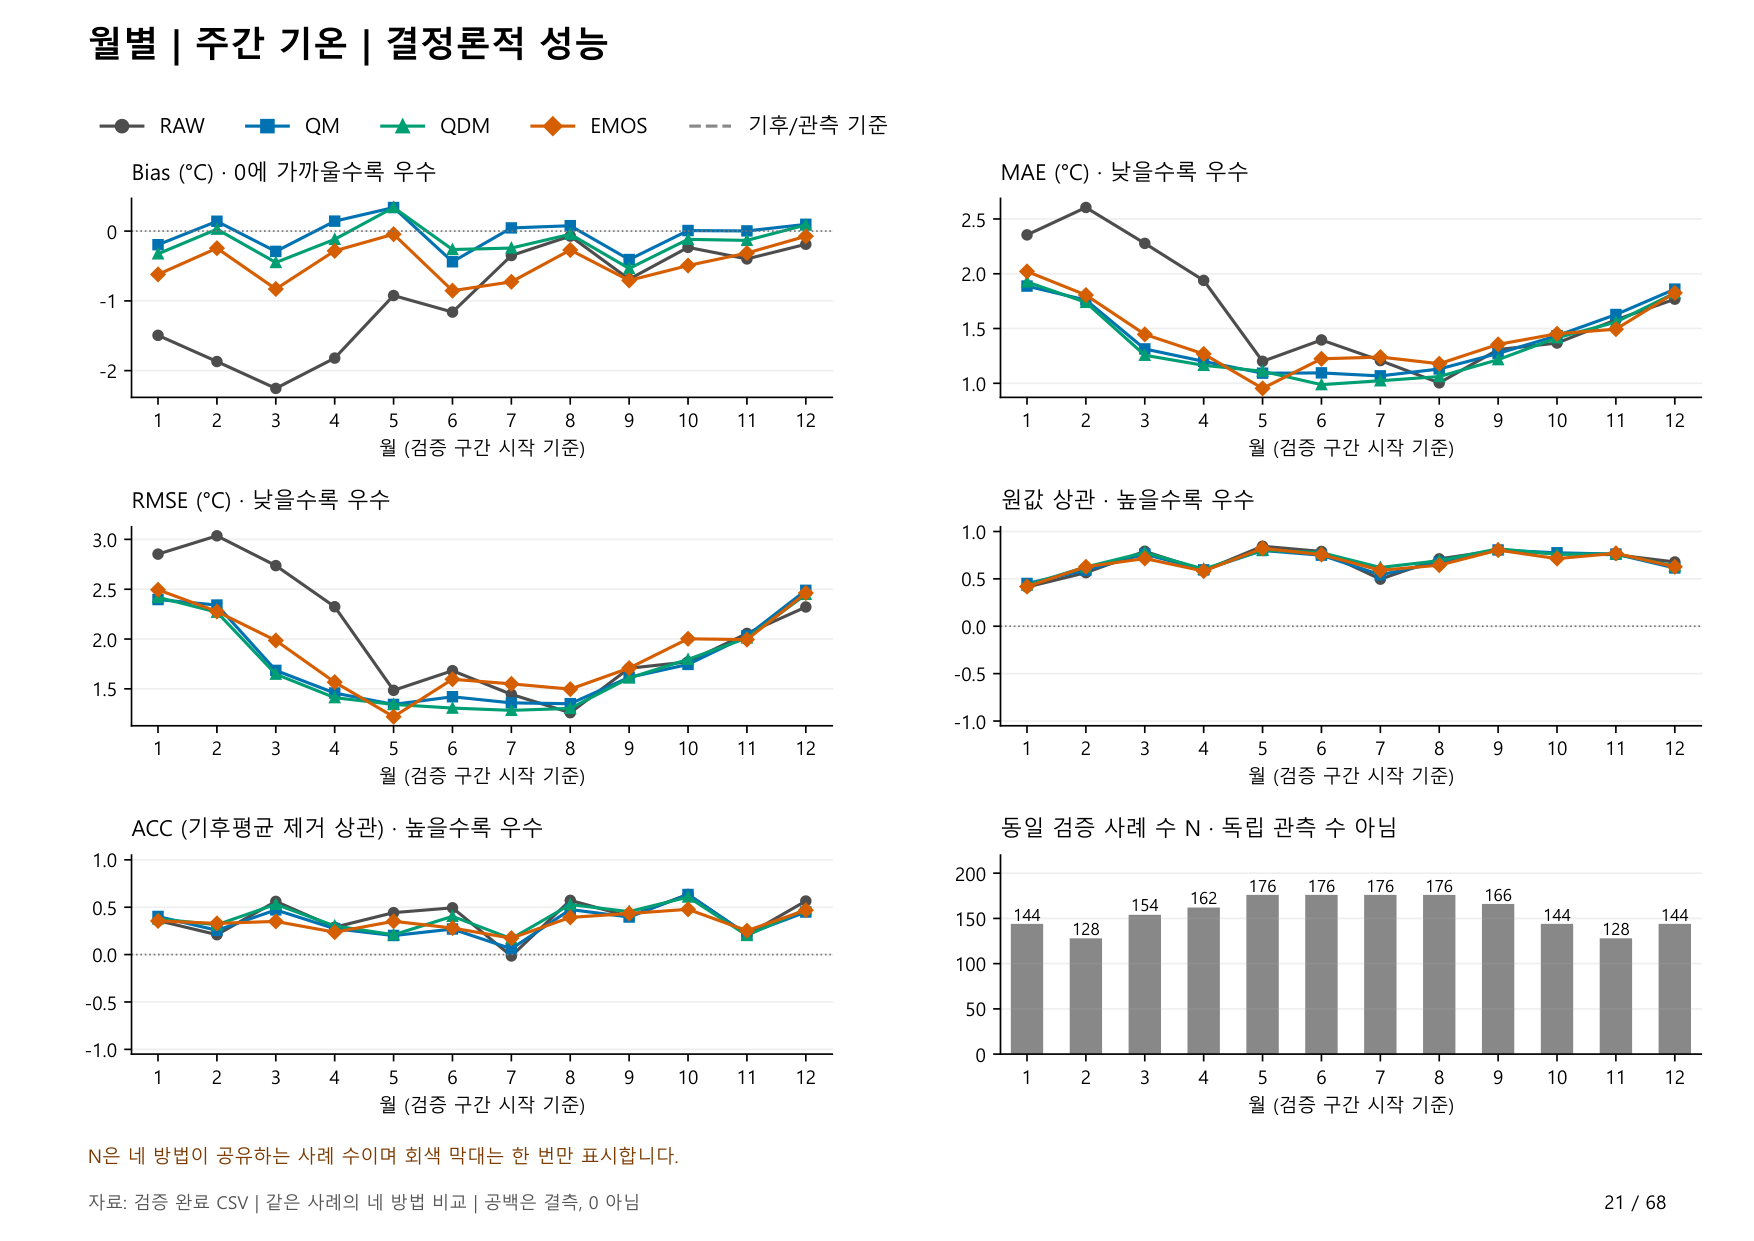 월별 | 주간 기온 | 결정론적 성능
RAW QM QDM EMOS 기후/관측 기준
Bias (°C) · 0에 가까울수록 우수
0
-1
-2
1 2 3 4 5 6 7 8 9 10 11 12
월 (검증 구간 시작 기준)
MAE (°C) · 낮을수록 우수
2.5
2.0
1.5
1.0
1 2 3 4 5 6 7 8 9 10 11 12
월 (검증 구간 시작 기준)
RMSE (°C) · 낮을수록 우수
3.0
2.5
2.0
1.5
1 2 3 4 5 6 7 8 9 10 11 12
월 (검증 구간 시작 기준)
원값 상관 · 높을수록 우수
1.0
0.5
0.0
-0.5
-1.0
1 2 3 4 5 6 7 8 9 10 11 12
월 (검증 구간 시작 기준)
ACC (기후평균 제거 상관) · 높을수록 우수
1.0
0.5
0.0
-0.5
-1.0
1 2 3 4 5 6 7 8 9 10 11 12
월 (검증 구간 시작 기준)
동일 검증 사례 수 N · 독립 관측 수 아님
200
150
100
50
0
144 128 154 162 176 176 176 176 166 144 128 144
1 2 3 4 5 6 7 8 9 10 11 12
월 (검증 구간 시작 기준)
N은 네 방법이 공유하는 사례 수이며 회색 막대는 한 번만 표시합니다.
자료: 검증 완료 CSV | 같은 사례의 네 방법 비교 | 공백은 결측, 0 아님
21 / 68